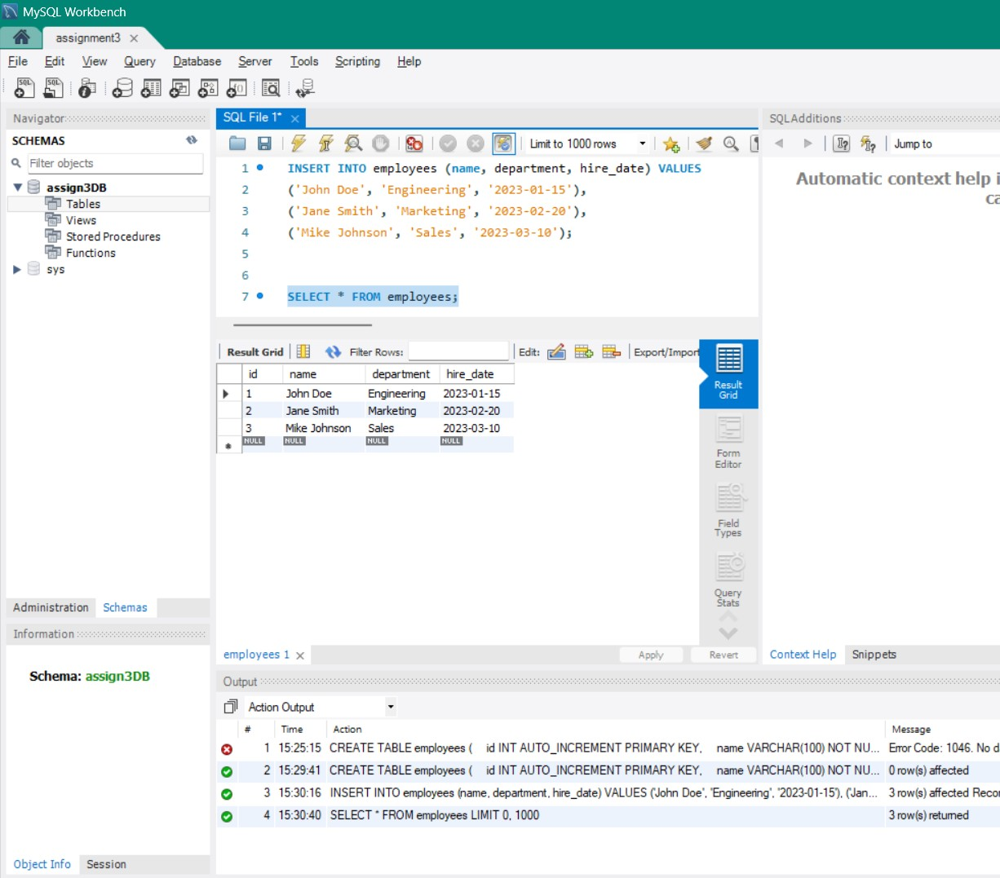 MySQL Workbench
assignment3
File Edit View Query Database Server Tools Scripting Help
Navigator
SCHEMAS
Filter objects
assign3DB
Tables
Views
Stored Procedures
Functions
sys
Administration Schemas
Information
Schema: assign3DB
Object Info Session
SQL File 1*
Limit to 1000 rows
1 INSERT INTO employees (name, department, hire_date) VALUES
2 ('John Doe', 'Engineering', '2023-01-15'),
3 ('Jane Smith', 'Marketing', '2023-02-20'),
4 ('Mike Johnson', 'Sales', '2023-03-10');
5
6
7 SELECT * FROM employees;
Result Grid Filter Rows: Edit: Export/Import
id name department hire_date
1 John Doe Engineering 2023-01-15
2 Jane Smith Marketing 2023-02-20
3 Mike Johnson Sales 2023-03-10
NULL NULL NULL NULL
Result
Grid
Form
Editor
Field
Types
Query
Stats
employees 1
Apply Revert
SQLAdditions
Jump to
Automatic context help i
ca
Context Help Snippets
Output
Action Output
# Time Action Message
1 15:25:15 CREATE TABLE employees ( id INT AUTO_INCREMENT PRIMARY KEY, name VARCHAR(100) NOT NU... Error Code: 1046. No d
2 15:29:41 CREATE TABLE employees ( id INT AUTO_INCREMENT PRIMARY KEY, name VARCHAR(100) NOT NU... 0 row(s) affected
3 15:30:16 INSERT INTO employees (name, department, hire_date) VALUES ('John Doe', 'Engineering', '2023-01-15'), ('Jan... 3 row(s) affected Recor
4 15:30:40 SELECT * FROM employees LIMIT 0, 1000 3 row(s) returned